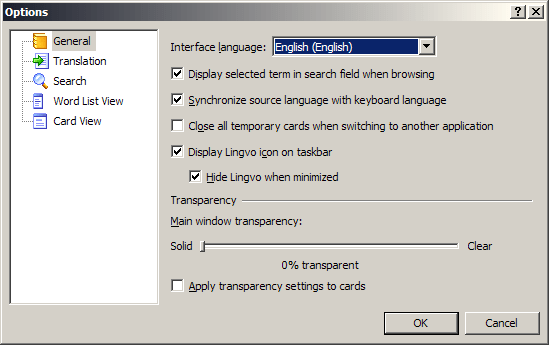 Options
General
Translation
Search
Word List View
Card View
Interface language: English (English)
Display selected term in search field when browsing
Synchronize source language with keyboard language
Close all temporary cards when switching to another application
Display Lingvo icon on taskbar
Hide Lingvo when minimized
Transparency
Main window transparency:
Solid Clear
0% transparent
Apply transparency settings to cards
OK Cancel